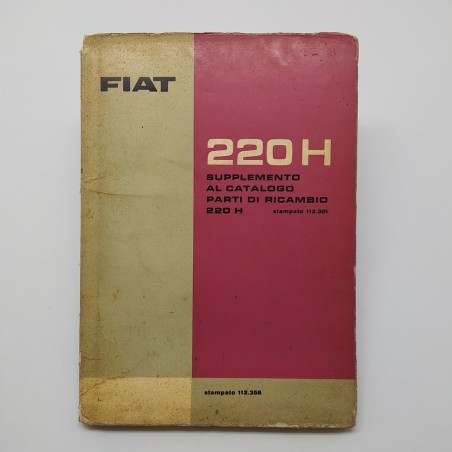 FIAT
220 H
SUPPLEMENTO
AL CATALOGO
PARTI DI RICAMBIO
220 H stampato 112.301
stampato 112.356